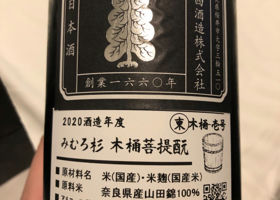 日本酒
西酒造株式会社
創業一六六〇年
2020酒造年度
東 木桶・壱号
みむろ杉 木桶菩提酛
原材料名 米(国産)・米麹(国産米)
原料米 奈良県産山田錦100%